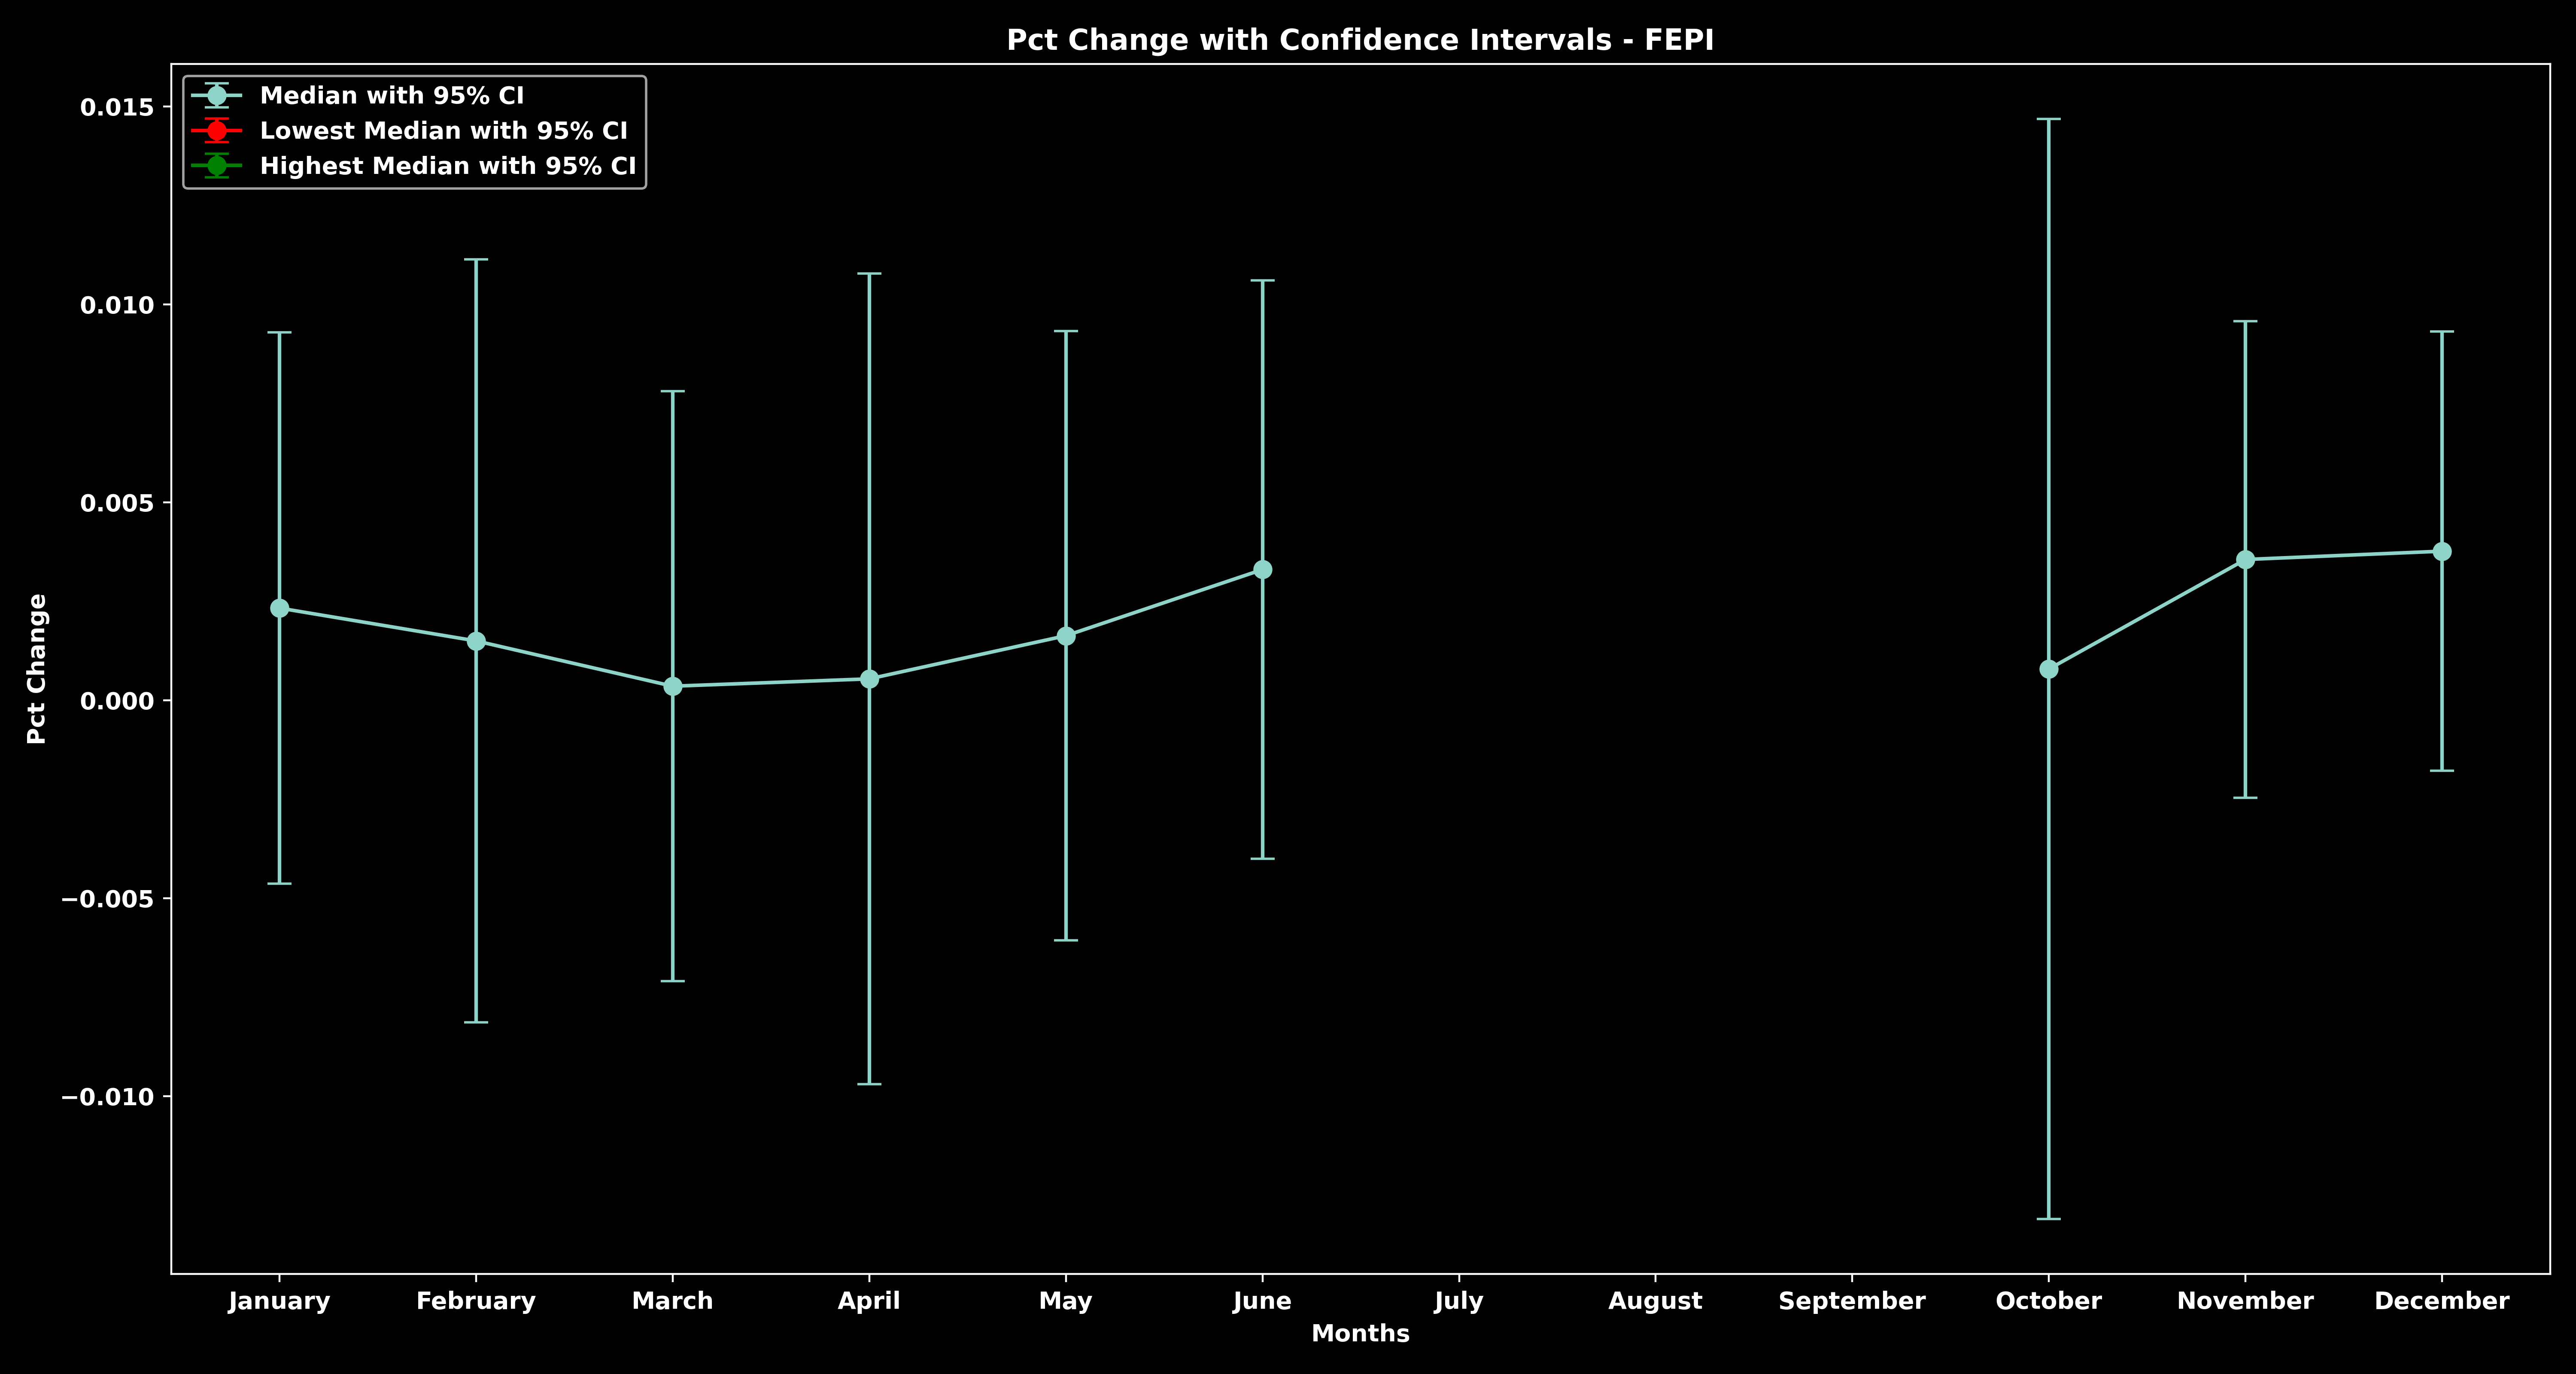 Pct Change with Confidence Intervals - FEPI
Median with 95% CI
Lowest Median with 95% CI
Highest Median with 95% CI
Pct Change
0.015
0.010
0.005
0.000
−0.005
−0.010
January February March April May June July August September October November December
Months